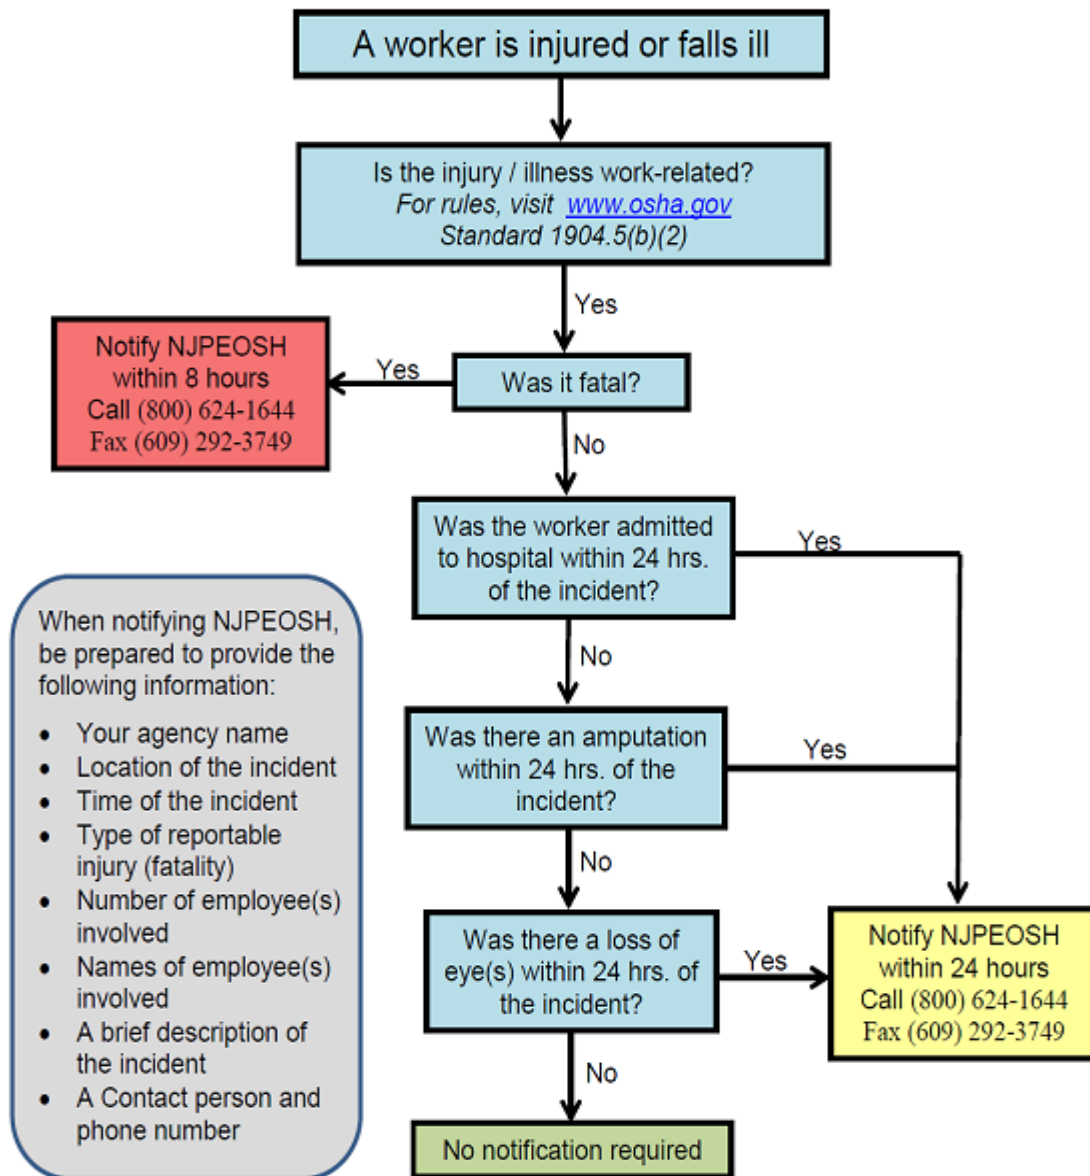 A worker is injured or falls ill
Is the injury / illness work-related?
For rules, visit www.osha.gov
Standard 1904.5(b)(2)
Yes
Notify NJPEOSH
within 8 hours
Call (800) 624-1644
Fax (609) 292-3749
Yes
Was it fatal?
No
Was the worker admitted
to hospital within 24 hrs.
of the incident?
Yes
No
Was there an amputation
within 24 hrs. of the
incident?
Yes
No
Was there a loss of
eye(s) within 24 hrs. of
the incident?
Yes
Notify NJPEOSH
within 24 hours
Call (800) 624-1644
Fax (609) 292-3749
No
No notification required
When notifying NJPEOSH,
be prepared to provide the
following information:
• Your agency name
• Location of the incident
• Time of the incident
• Type of reportable
injury (fatality)
• Number of employee(s)
involved
• Names of employee(s)
involved
• A brief description of
the incident
• A Contact person and
phone number